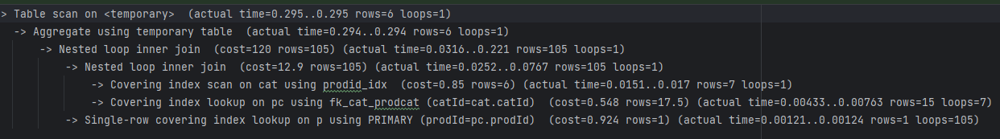 > Table scan on <temporary>  (actual time=0.295..0.295 rows=6 loops=1)
-> Aggregate using temporary table  (actual time=0.294..0.294 rows=6 loops=1)
-> Nested loop inner join  (cost=120 rows=105) (actual time=0.0316..0.221 rows=105 loops=1)
-> Nested loop inner join  (cost=12.9 rows=105) (actual time=0.0252..0.0767 rows=105 loops=1)
-> Covering index scan on cat using prodid_idx  (cost=0.85 rows=6) (actual time=0.0151..0.017 rows=7 loops=1)
-> Covering index lookup on pc using fk_cat_prodcat (catId=cat.catId)  (cost=0.548 rows=17.5) (actual time=0.00433..0.00763 rows=15 loops=7)
-> Single-row covering index lookup on p using PRIMARY (prodId=pc.prodId)  (cost=0.924 rows=1) (actual time=0.00121..0.00124 rows=1 loops=105)